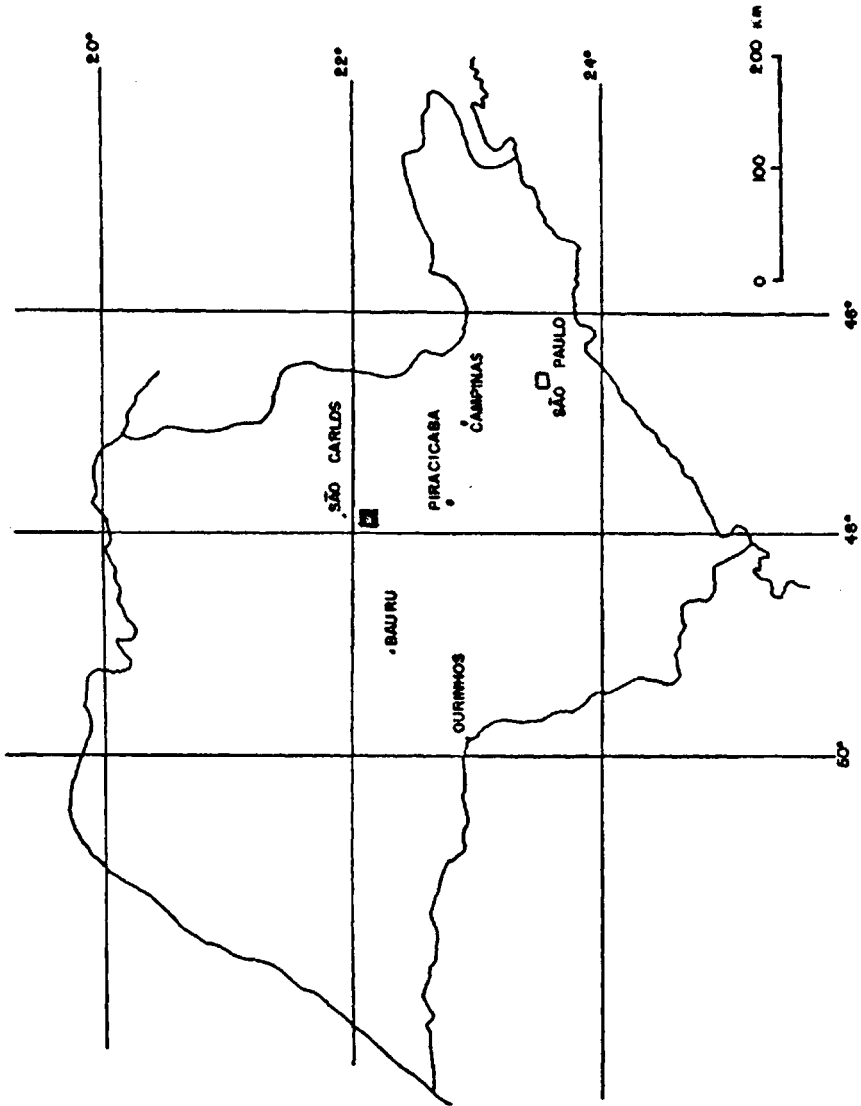 20°
22°
24°
SÃO CARLOS
PIRACICABA
CAMPINAS
SÃO PAULO
BAURU
OURINHOS
46°
48°
50°
0 100 200 KM